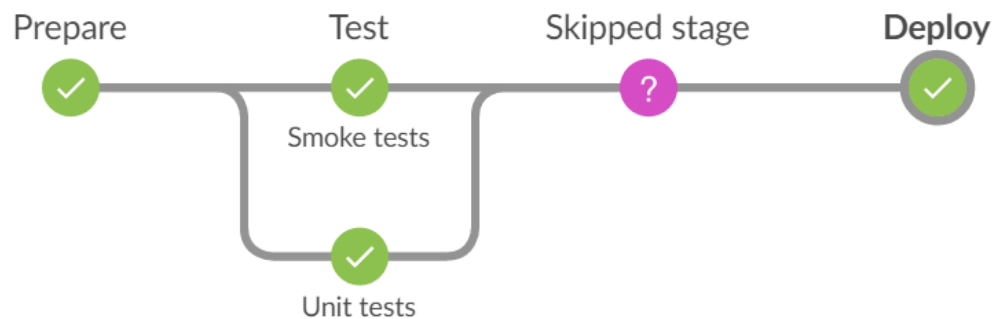 Prepare
Test
Skipped stage
Deploy
?
Smoke tests
Unit tests